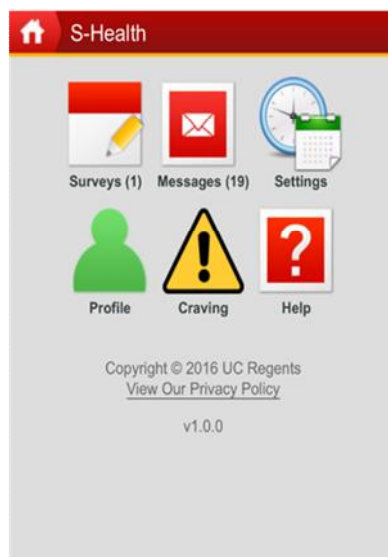 S-Health
Surveys (1) Messages (19) Settings
?
Profile Craving Help
Copyright © 2016 UC Regents
View Our Privacy Policy
v1.0.0